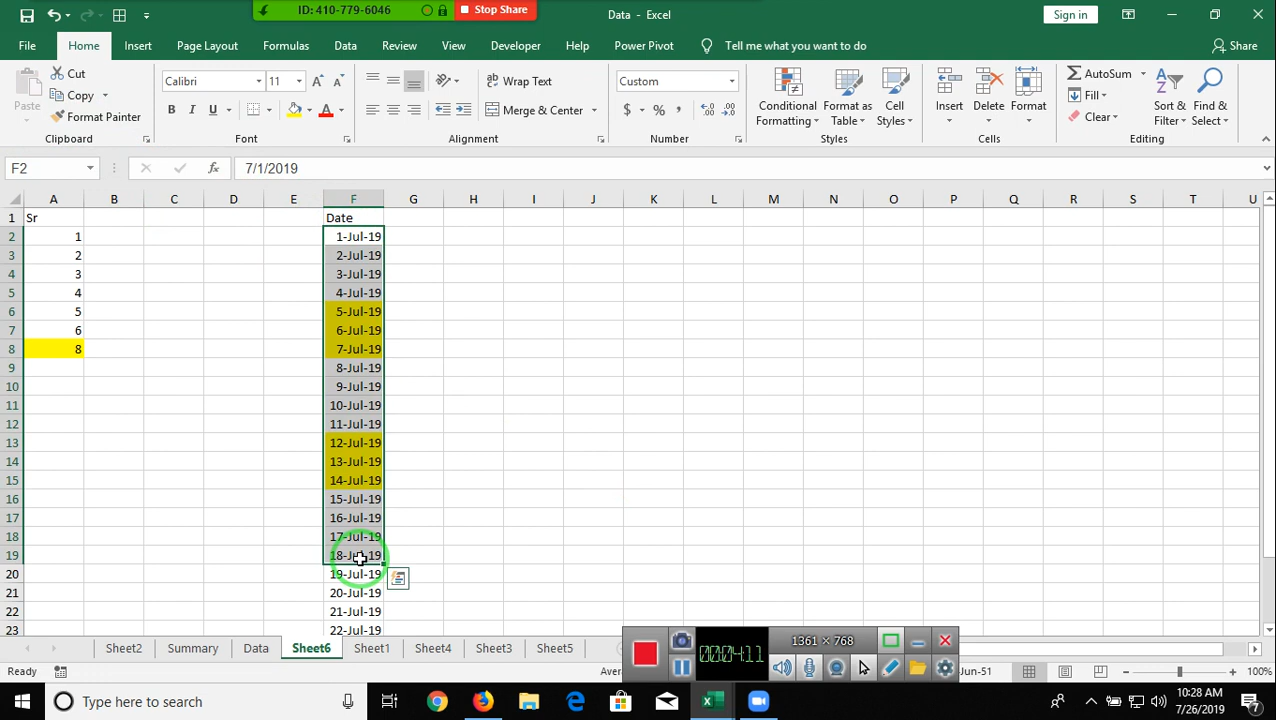 ID: 410-779-6046
Stop Share
Data - Excel
Sign in
File
Home
Insert
Page Layout
Formulas
Data
Review
View
Developer
Help
Power Pivot
Tell me what you want to do
Share
Paste
Cut
Copy
Format Painter
Clipboard
Calibri
11
B I U
Font
Wrap Text
Merge & Center
Alignment
Custom
$ % ,
Number
Conditional Formatting
Format as Table
Cell Styles
Styles
Insert
Delete
Format
Cells
AutoSum
Fill
Clear
Sort & Filter
Find & Select
Editing
F2
fx
7/1/2019
A B C D E F G H I J K L M N O P Q R S T U
1 Sr Date
2 1 1-Jul-19
3 2 2-Jul-19
4 3 3-Jul-19
5 4 4-Jul-19
6 5 5-Jul-19
7 6 6-Jul-19
8 8 7-Jul-19
9 8-Jul-19
10 9-Jul-19
11 10-Jul-19
12 11-Jul-19
13 12-Jul-19
14 13-Jul-19
15 14-Jul-19
16 15-Jul-19
17 16-Jul-19
18 17-Jul-19
19 18-Jul-19
20 19-Jul-19
21 20-Jul-19
22 21-Jul-19
23 22-Jul-19
Sheet2
Summary
Data
Sheet6
Sheet1
Sheet4
Sheet3
Sheet5
1361 × 768
000411
Ready
Jun-51
100%
Type here to search
10:28 AM
7/26/2019
7